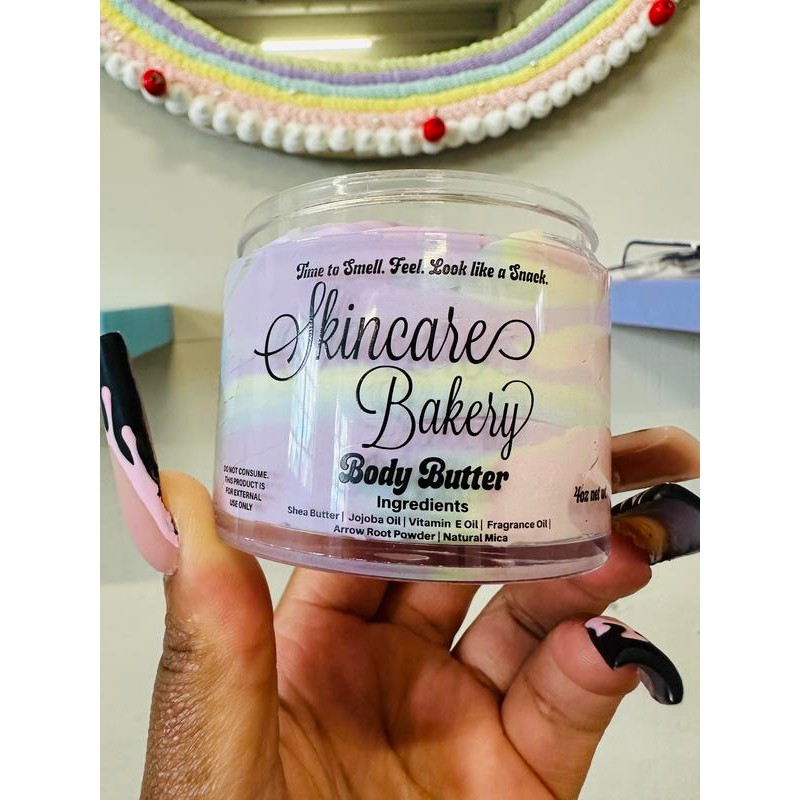 Time to Smell. Feel. Look like a Snack.
Skincare
Bakery
Body Butter
Ingredients
Shea Butter | Jojoba Oil | Vitamin E Oil | Fragrance Oil |
Arrow Root Powder | Natural Mica
DO NOT CONSUME.
THIS PRODUCT IS
FOR EXTERNAL
USE ONLY
4oz net